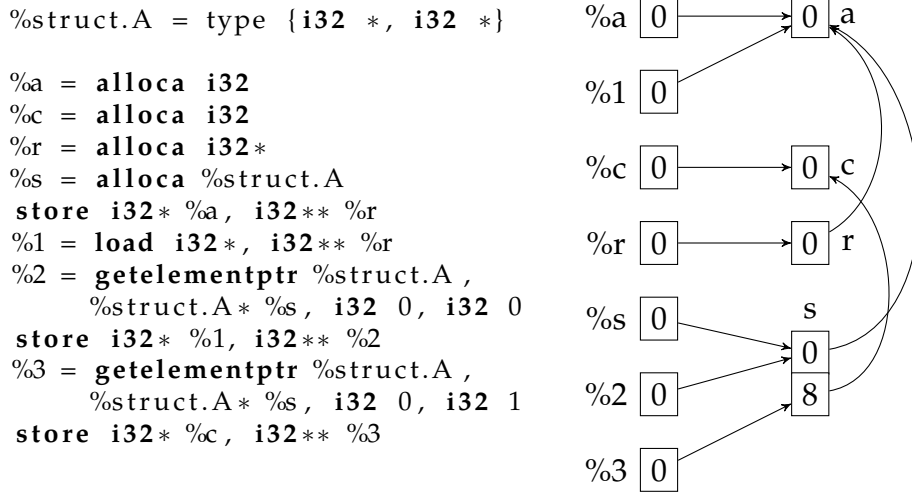 %struct.A = type {i32 *, i32 *}
%a = alloca i32
%c = alloca i32
%r = alloca i32*
%s = alloca %struct.A
store i32* %a, i32** %r
%1 = load i32*, i32** %r
%2 = getelementptr %struct.A,
%struct.A* %s, i32 0, i32 0
store i32* %1, i32** %2
%3 = getelementptr %struct.A,
%struct.A* %s, i32 0, i32 1
store i32* %c, i32** %3
%a 0 0 a
%1 0
%c 0 0 c
%r 0 0 r
s
%s 0
0
%2 0 8
%3 0